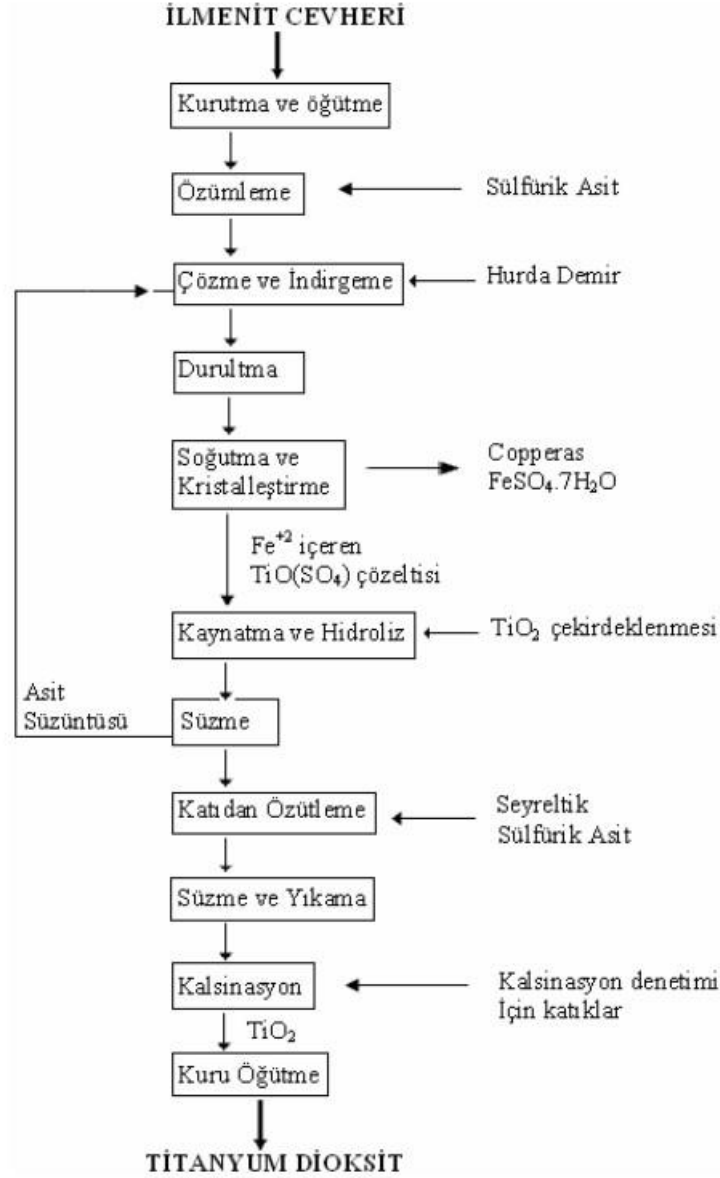 İLMENİT CEVHERİ
Kurutma ve öğütme
Özümleme
Sülfürik Asit
Çözme ve İndirgeme
Hurda Demir
Durultma
Soğutma ve
Kristalleştirme
Copperas
FeSO₄.7H₂O
Fe⁺² içeren
TiO(SO₄) çözeltisi
Kaynatma ve Hidroliz
TiO₂ çekirdeklenmesi
Asit
Süzüntüsü
Süzme
Katıdan Özütleme
Seyreltik
Sülfürik Asit
Süzme ve Yıkama
Kalsinasyon
Kalsinasyon denetimi
İçin katıklar
TiO₂
Kuru Öğütme
TİTANYUM DİOKSİT